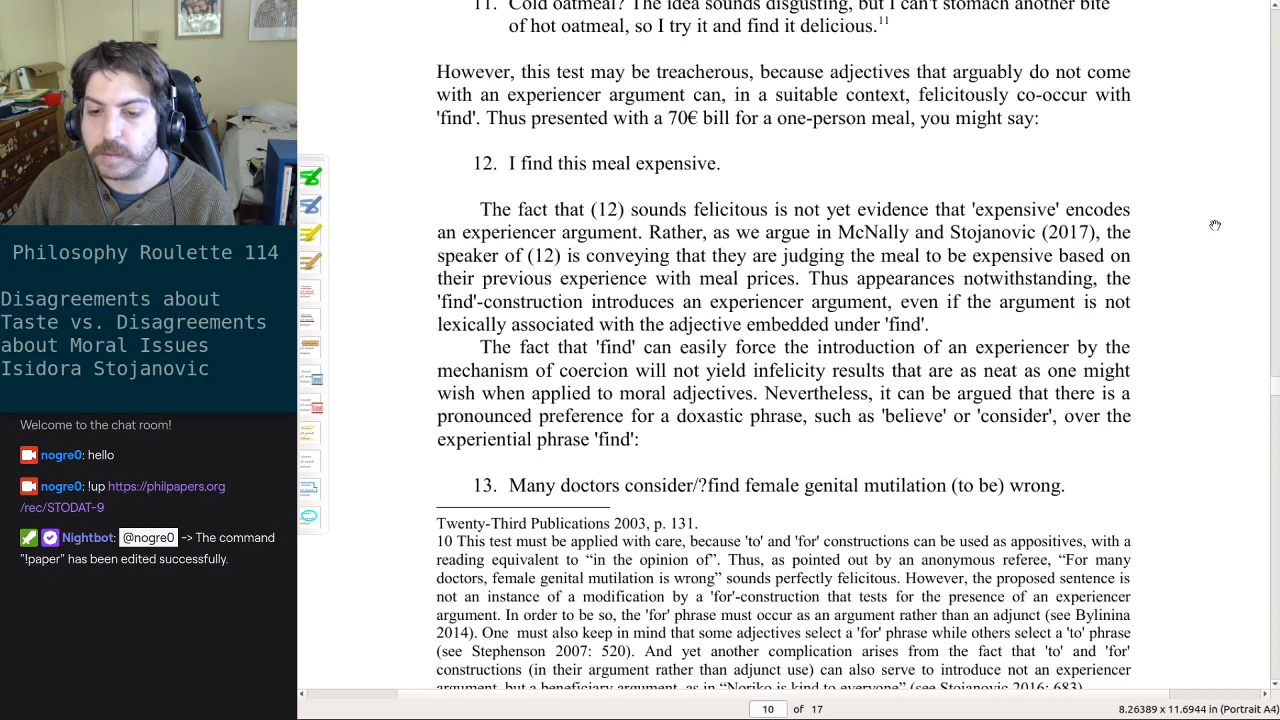 11. Cold oatmeal? The idea sounds disgusting, but I can't stomach another bite
of hot oatmeal, so I try it and find it delicious.11
However, this test may be treacherous, because adjectives that arguably do not come
with an experiencer argument can, in a suitable context, felicitously co-occur with
'find'. Thus presented with a 70€ bill for a one-person meal, you might say:
12. I find this meal expensive.
The fact that (12) sounds felicitous is not yet evidence that 'expensive' encodes
an experiencer argument. Rather, as we argue in McNally and Stojanovic (2017), the
speaker of (12) is conveying that they are judging the meal to be expensive based on
their previous experience with meal prices. These appearances notwithstanding, the
'find'-construction introduces an experiencer argument, even if the argument is not
lexically associated with the adjective embedded under 'find'.
The fact that 'find' can easily force the introduction of an experiencer by the
mechanism of coercion will not yield infelicity results that are as neat as one might
wish when applied to moral adjectives. Nevertheless, it can be argued that there is a
pronounced preference for a doxastic phrase, such as 'believe' or 'consider', over the
experiential phrase 'find':
13. Many doctors consider/?find female genital mutilation (to be) wrong.
Twenty-Third Publications 2003, p. 131.
10 This test must be applied with care, because 'to' and 'for' constructions can be used as appositives, with a
reading equivalent to “in the opinion of”. Thus, as pointed out by an anonymous referee, “For many
doctors, female genital mutilation is wrong” sounds perfectly felicitous. However, the proposed sentence is
not an instance of a modification by a 'for'-construction that tests for the presence of an experiencer
argument. In order to be so, the 'for' phrase must occur as an argument rather than an adjunct (see Bylinina
2014). One must also keep in mind that some adjectives select a 'for' phrase while others select a 'to' phrase
(see Stephenson 2007: 520). And yet another complication arises from the fact that 'to' and 'for'
constructions (in their argument rather than adjunct use) can also serve to introduce not an experiencer
argument, but a beneficiary argument, as in “Noriko is kind to everyone” (see Stojanovic 2016: 683).
10 of 17
8.26389 x 11.6944 in (Portrait A4)
Philosophy Roulette 114
Disagreements about
Taste vs. Disagreements
about Moral Issues
Isidora Stojanovic
Welcome to the chat room!
nogre0: hello
nogre0: !up https://philpapers.org
/rec/STODAT-9
Nightbot: @nogre0 -> The command
"!paper" has been edited successfully.